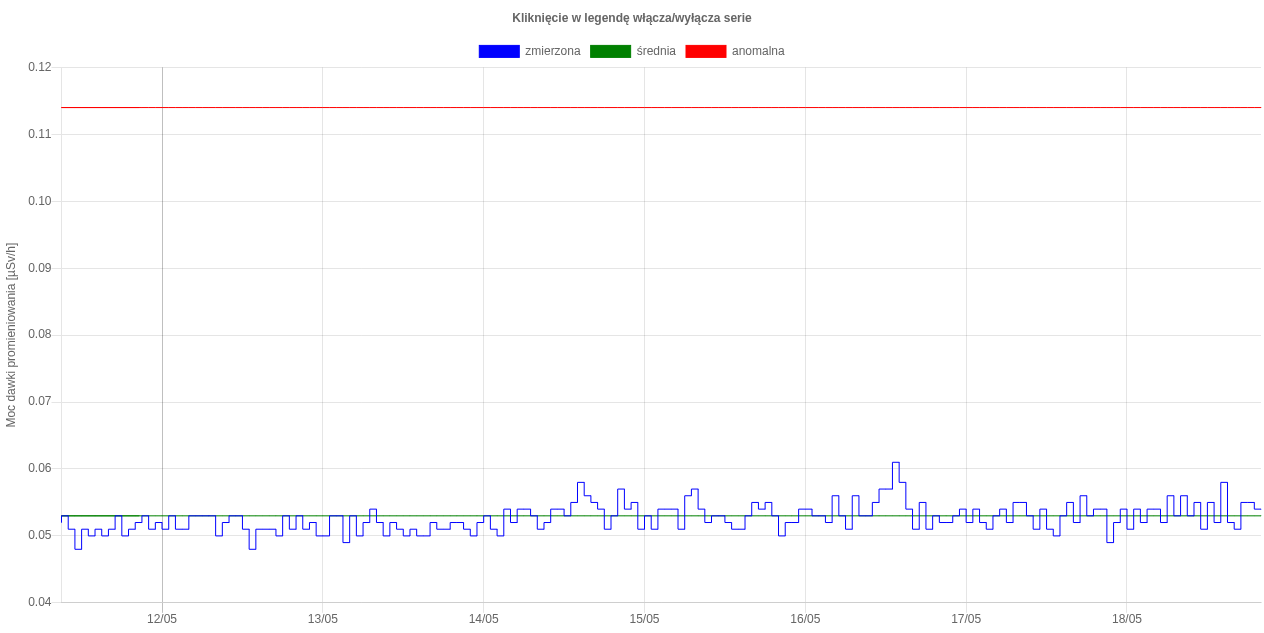 Kliknięcie w legendę włącza/wyłącza serie
zmierzona średnia anomalna
Moc dawki promieniowania [µSv/h]
0.12
0.11
0.10
0.09
0.08
0.07
0.06
0.05
0.04
12/05 13/05 14/05 15/05 16/05 17/05 18/05